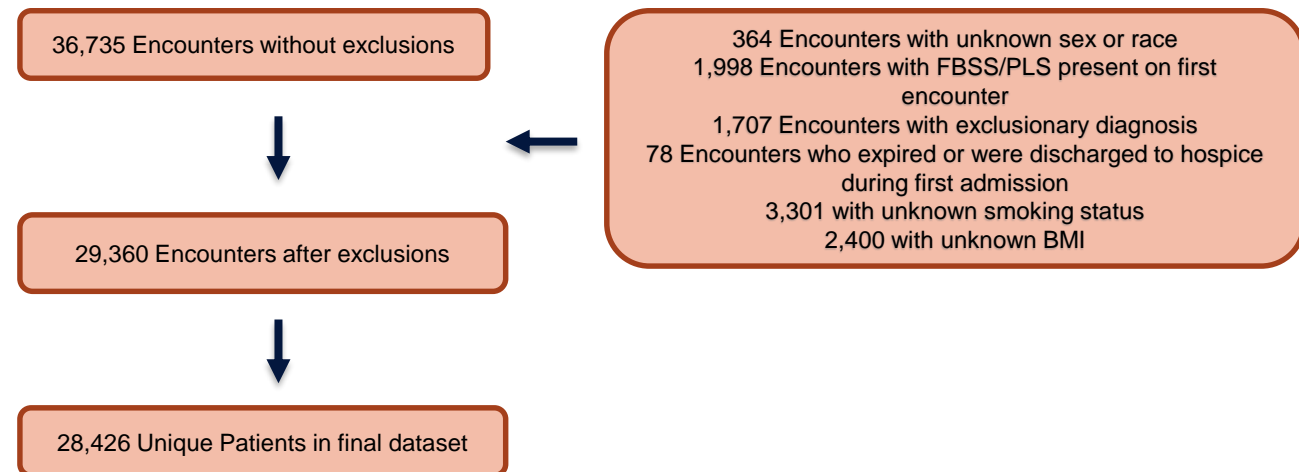 36,735 Encounters without exclusions
364 Encounters with unknown sex or race
1,998 Encounters with FBSS/PLS present on first
encounter
1,707 Encounters with exclusionary diagnosis
78 Encounters who expired or were discharged to hospice
during first admission
3,301 with unknown smoking status
2,400 with unknown BMI
29,360 Encounters after exclusions
28,426 Unique Patients in final dataset